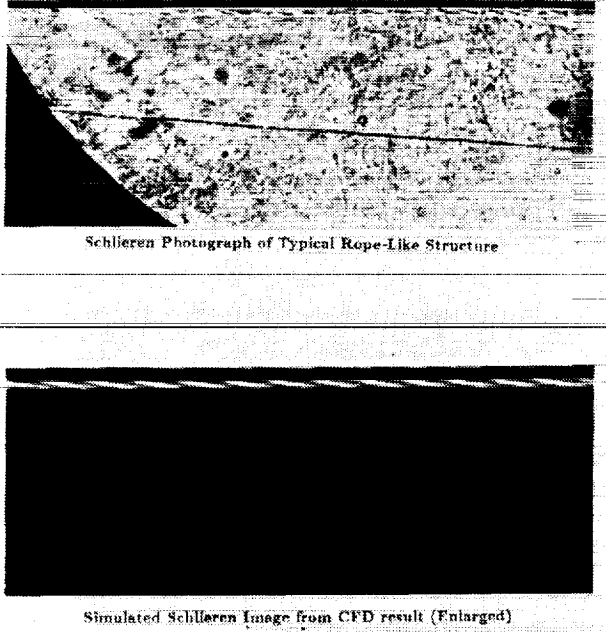 Schlieren Photograph of Typical Rope-Like Structure
Simulated Schlieren Image from CFD result (Enlarged)